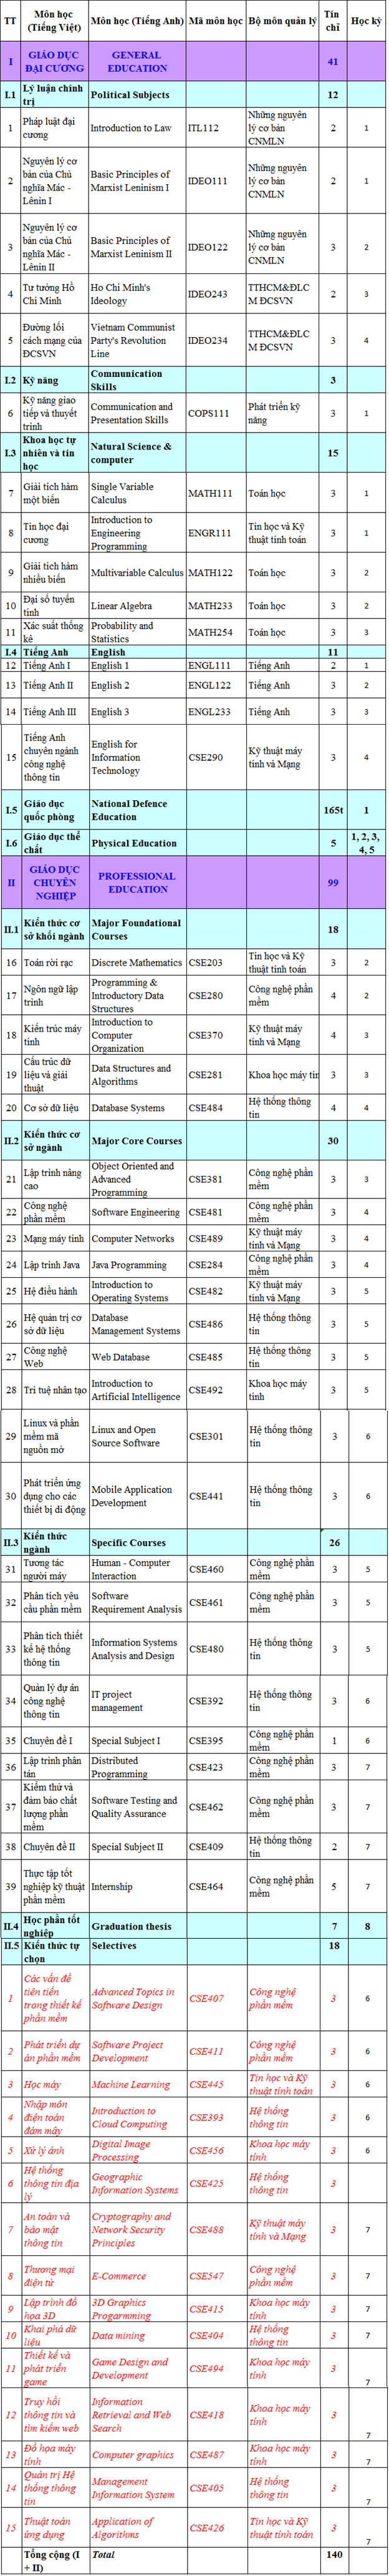 TT Môn học (Tiếng Việt) Môn học (Tiếng Anh) Mã môn học Bộ môn quản lý Tín chỉ Học kỳ
I GIÁO DỤC ĐẠI CƯƠNG GENERAL EDUCATION 41
I.1 Lý luận chính trị Political Subjects 12
1 Pháp luật đại cương Introduction to Law ITL112 Những nguyên lý cơ bản CNMLN 2 1
2 Nguyên lý cơ bản của Chủ nghĩa Mác - Lênin I Basic Principles of Marxist Leninism I IDEO111 Những nguyên lý cơ bản CNMLN 2 1
3 Nguyên lý cơ bản của Chủ nghĩa Mác - Lênin II Basic Principles of Marxist Leninism II IDEO122 Những nguyên lý cơ bản CNMLN 3 2
4 Tư tưởng Hồ Chí Minh Ho Chi Minh's Ideology IDEO243 TTHCM&ĐLCM ĐCSVN 2 3
5 Đường lối cách mạng của ĐCSVN Vietnam Communist Party's Revolution Line IDEO234 TTHCM&ĐLCM ĐCSVN 3 4
I.2 Kỹ năng Communication Skills 3
6 Kỹ năng giao tiếp và thuyết trình Communication and Presentation Skills COPS111 Phát triển kỹ năng 3 1
I.3 Khoa học tự nhiên và tin học Natural Science & computer 15
7 Giải tích hàm một biến Single Variable Calculus MATH111 Toán học 3 1
8 Tin học đại cương Introduction to Engineering Programming ENGR111 Tin học và Kỹ thuật tính toán 3 1
9 Giải tích hàm nhiều biến Multivariable Calculus MATH122 Toán học 3 2
10 Đại số tuyến tính Linear Algebra MATH233 Toán học 3 2
11 Xác suất thống kê Probability and Statistics MATH254 Toán học 3 3
I.4 Tiếng Anh English 11
12 Tiếng Anh I English 1 ENGL111 Tiếng Anh 2 1
13 Tiếng Anh II English 2 ENGL122 Tiếng Anh 3 2
14 Tiếng Anh III English 3 ENGL233 Tiếng Anh 3 3
15 Tiếng Anh chuyên ngành công nghệ thông tin English for Information Technology CSE290 Kỹ thuật máy tính và Mạng 3 4
I.5 Giáo dục quốc phòng National Defence Education 165t 1
I.6 Giáo dục thể chất Physical Education 5 1, 2, 3, 4, 5
II GIÁO DỤC CHUYÊN NGHIỆP PROFESSIONAL EDUCATION 99
II.1 Kiến thức cơ sở khối ngành Major Foundational Courses 18
16 Toán rời rạc Discrete Mathematics CSE203 Tin học và Kỹ thuật tính toán 3 2
17 Ngôn ngữ lập trình Programming & Introductory Data Structures CSE280 Công nghệ phần mềm 4 2
18 Kiến trúc máy tính Introduction to Computer Organization CSE370 Kỹ thuật máy tính và Mạng 4 3
19 Cấu trúc dữ liệu và giải thuật Data Structures and Algorithms CSE281 Khoa học máy tín 3 3
20 Cơ sở dữ liệu Database Systems CSE484 Hệ thống thông tin 4 4
II.2 Kiến thức cơ sở ngành Major Core Courses 30
21 Lập trình nâng cao Object Oriented and Advanced Programming CSE381 Công nghệ phần mềm 3 3
22 Công nghệ phần mềm Software Engineering CSE481 Công nghệ phần mềm 3 4
23 Mạng máy tính Computer Networks CSE489 Kỹ thuật máy tính và Mạng 3 4
24 Lập trình Java Java Programming CSE284 Công nghệ phần mềm 3 4
25 Hệ điều hành Introduction to Operating Systems CSE482 Kỹ thuật máy tính và Mạng 3 5
26 Hệ quản trị cơ sở dữ liệu Database Management Systems CSE486 Hệ thống thông tin 3 5
27 Công nghệ Web Web Database CSE485 Hệ thống thông tin 3 5
28 Trí tuệ nhân tạo Introduction to Artificial Intelligence CSE492 Khoa học máy tính 3 5
29 Linux và phần mềm mã nguồn mở Linux and Open Source Software CSE301 Hệ thống thông tin 3 6
30 Phát triển ứng dụng cho các thiết bị di động Mobile Application Development CSE441 Hệ thống thông tin 3 6
II.3 Kiến thức ngành Specific Courses 26
31 Tương tác người máy Human - Computer Interaction CSE460 Công nghệ phần mềm 3 5
32 Phân tích yêu cầu phần mềm Software Requirement Analysis CSE461 Công nghệ phần mềm 3 5
33 Phân tích thiết kế hệ thống thông tin Information Systems Analysis and Design CSE480 Hệ thống thông tin 3 5
34 Quản lý dự án công nghệ thông tin IT project management CSE392 Hệ thống thông tin 3 6
35 Chuyên đề I Special Subject I CSE395 Công nghệ phần mềm 1 6
36 Lập trình phân tán Distributed Programming CSE423 Công nghệ phần mềm 3 7
37 Kiểm thử và đảm bảo chất lượng phần mềm Software Testing and Quality Assurance CSE462 Công nghệ phần mềm 3 7
38 Chuyên đề II Special Subject II CSE409 Hệ thống thông tin 2 7
39 Thực tập tốt nghiệp kỹ thuật phần mềm Internship CSE464 Công nghệ phần mềm 5 7
II.4 Học phần tốt nghiệp Graduation thesis 7 8
II.5 Kiến thức tự chọn Selectives 18
1 Các vấn đề tiên tiến trong thiết kế phần mềm Advanced Topics in Software Design CSE407 Công nghệ phần mềm 3 6
2 Phát triển dự án phần mềm Software Project Development CSE411 Công nghệ phần mềm 3 6
3 Học máy Machine Learning CSE445 Tin học và Kỹ thuật tính toán 3 6
4 Nhập môn điện toán đám mây Introduction to Cloud Computing CSE393 Hệ thống thông tin 3 6
5 Xử lý ảnh Digital Image Processing CSE456 Khoa học máy tính 3 6
6 Hệ thống thông tin địa lý Geographic Information Systems CSE425 Hệ thống thông tin 3
7 An toàn và bảo mật thông tin Cryptography and Network Security Principles CSE488 Kỹ thuật máy tính và Mạng 3 7
8 Thương mại điện tử E-Commerce CSE547 Công nghệ phần mềm 3 7
9 Lập trình đồ họa 3D 3D Graphics Progarmming CSE415 Khoa học máy tính 3 7
10 Khai phá dữ liệu Data mining CSE404 Hệ thống thông tin 3 7
11 Thiết kế và phát triển game Game Design and Development CSE494 Khoa học máy tính 3 7
12 Truy hồi thông tin và tìm kiếm web Information Retrieval and Web Search CSE418 Khoa học máy tính 3 7
13 Đồ họa máy tính Computer graphics CSE487 Khoa học máy tính 3 7
14 Quản trị Hệ thống thông tin Management Information System CSE405 Hệ thống thông tin 3 7
15 Thuật toán ứng dụng Application of Algorithms CSE426 Tin học và Kỹ thuật tính toán 3 7
Tổng cộng (I + II) Total 140